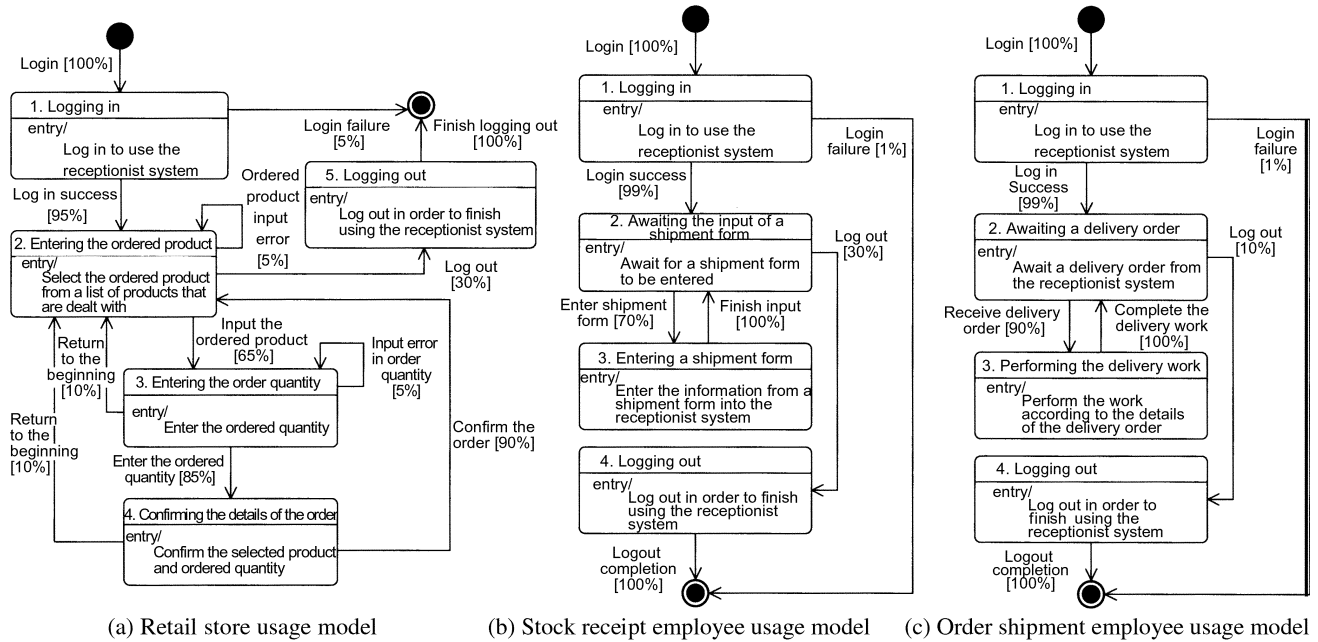 Login [100%]
1. Logging in
entry/
Log in to use the
receptionist system
Login failure
[5%]
Finish logging out
[100%]
Log in success
[95%]
Ordered
product
input
error
[5%]
5. Logging out
entry/
Log out in order to finish
using the receptionist system
2. Entering the ordered product
entry/
Select the ordered product
from a list of products that
are dealt with
Log out
[30%]
Input the
ordered product
[65%]
Return
to the
beginning
[10%]
Input error
in order
quantity
[5%]
3. Entering the order quantity
entry/
Enter the ordered quantity
Return
to the
beginning
[10%]
Confirm the
order [90%]
Enter the ordered
quantity [85%]
4. Confirming the details of the order
entry/
Confirm the selected product
and ordered quantity
(a) Retail store usage model
Login [100%]
1. Logging in
entry/
Log in to use the
receptionist system
Login
failure [1%]
Login success
[99%]
2. Awaiting the input of a
shipment form
entry/
Await for a shipment form
to be entered
Log out
[30%]
Enter shipment
form [70%]
Finish input
[100%]
3. Entering a shipment form
entry/
Enter the information from a
shipment form into the
receptionist system
4. Logging out
entry/
Log out in order to finish
using the receptionist
system
Logout
completion
[100%]
(b) Stock receipt employee usage model
Login [100%]
1. Logging in
entry/
Log in to use the
receptionist system
Login
failure
[1%]
Log in
Success
[99%]
2. Awaiting a delivery order
entry/
Await a delivery order from
the receptionist system
Log out
[10%]
Receive delivery
order [90%]
Complete the
delivery work
[100%]
3. Performing the delivery work
entry/
Perform the work
according to the details
of the delivery order
4. Logging out
entry/
Log out in order to
finish using the
receptionist system
Logout
completion
[100%]
(c) Order shipment employee usage model